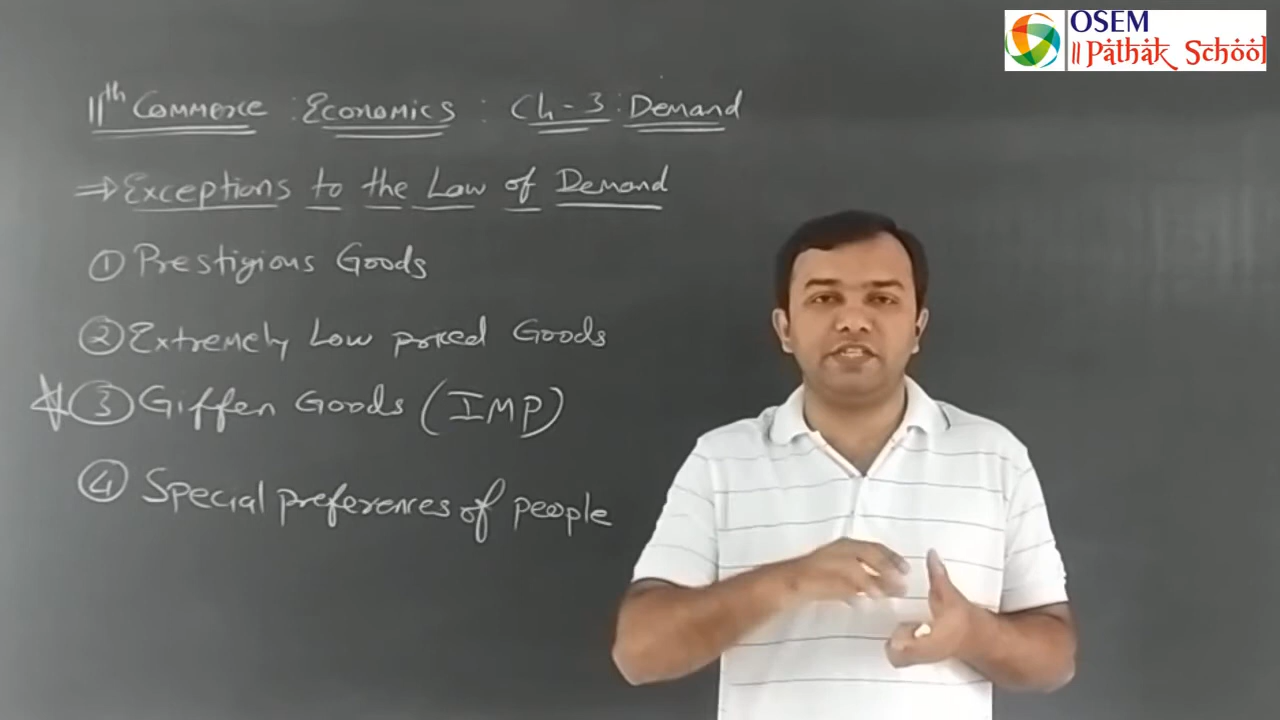 OSEM
॥ Pathak School
11th Commerce : Economics : Ch-3 : Demand
⇒ Exceptions to the Law of Demand
① Prestigious Goods
② Extremely Low priced Goods
③ Giffen Goods (IMP)
④ Special preferences of people